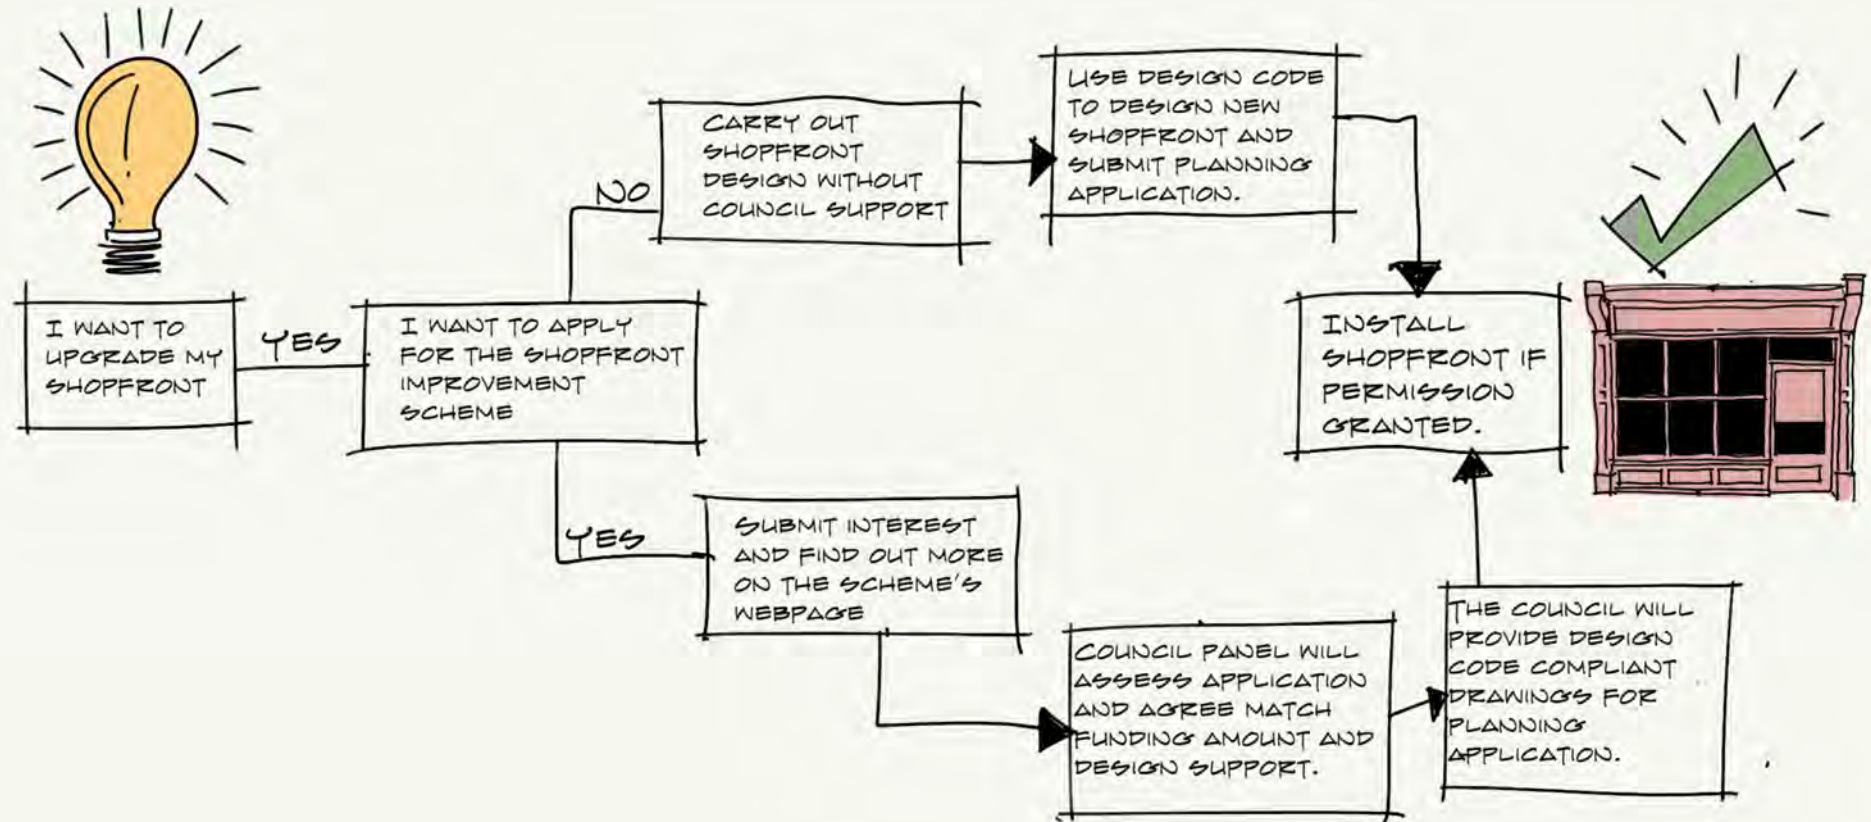 I WANT TO
UPGRADE MY
SHOPFRONT
YES
I WANT TO APPLY
FOR THE SHOPFRONT
IMPROVEMENT
SCHEME
NO
CARRY OUT
SHOPFRONT
DESIGN WITHOUT
COUNCIL SUPPORT
USE DESIGN CODE
TO DESIGN NEW
SHOPFRONT AND
SUBMIT PLANNING
APPLICATION.
INSTALL
SHOPFRONT IF
PERMISSION
GRANTED.
YES
SUBMIT INTEREST
AND FIND OUT MORE
ON THE SCHEME'S
WEBPAGE
COUNCIL PANEL WILL
ASSESS APPLICATION
AND AGREE MATCH
FUNDING AMOUNT AND
DESIGN SUPPORT.
THE COUNCIL WILL
PROVIDE DESIGN
CODE COMPLIANT
DRAWINGS FOR
PLANNING
APPLICATION.